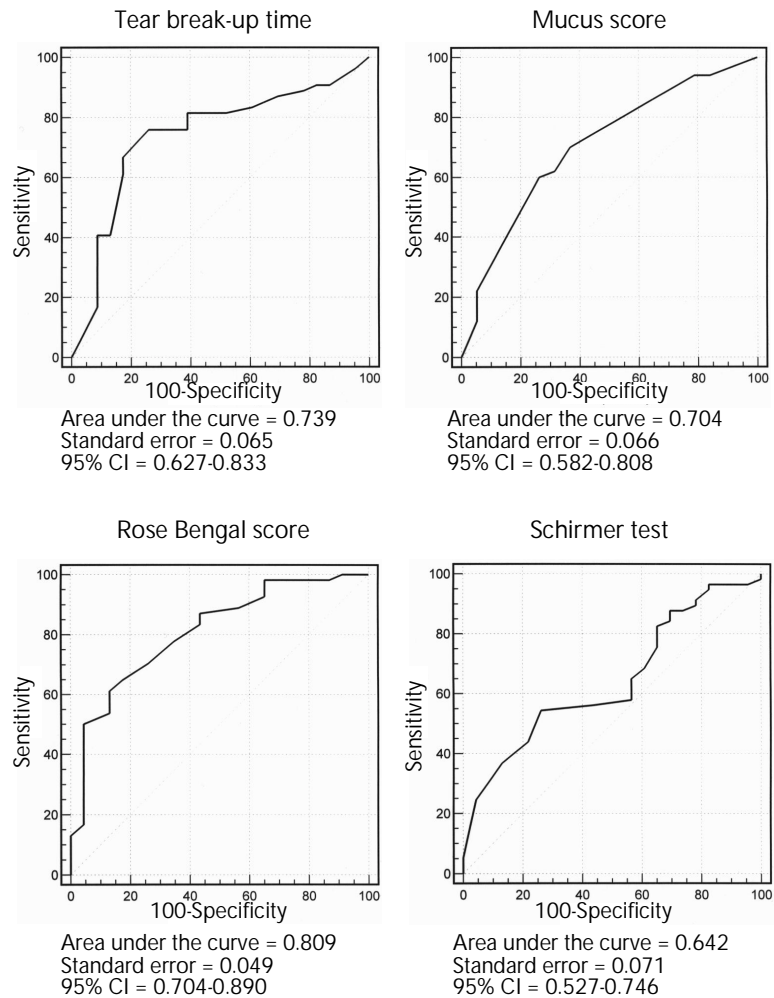 Tear break-up time
100
80
60
40
20
0
Sensitivity
0 20 40 60 80 100
100-Specificity
Area under the curve = 0.739
Standard error = 0.065
95% CI = 0.627-0.833
Mucus score
100
80
60
40
20
0
Sensitivity
0 20 40 60 80 100
100-Specificity
Area under the curve = 0.704
Standard error = 0.066
95% CI = 0.582-0.808
Rose Bengal score
100
80
60
40
20
0
Sensitivity
0 20 40 60 80 100
100-Specificity
Area under the curve = 0.809
Standard error = 0.049
95% CI = 0.704-0.890
Schirmer test
100
80
60
40
20
0
Sensitivity
0 20 40 60 80 100
100-Specificity
Area under the curve = 0.642
Standard error = 0.071
95% CI = 0.527-0.746